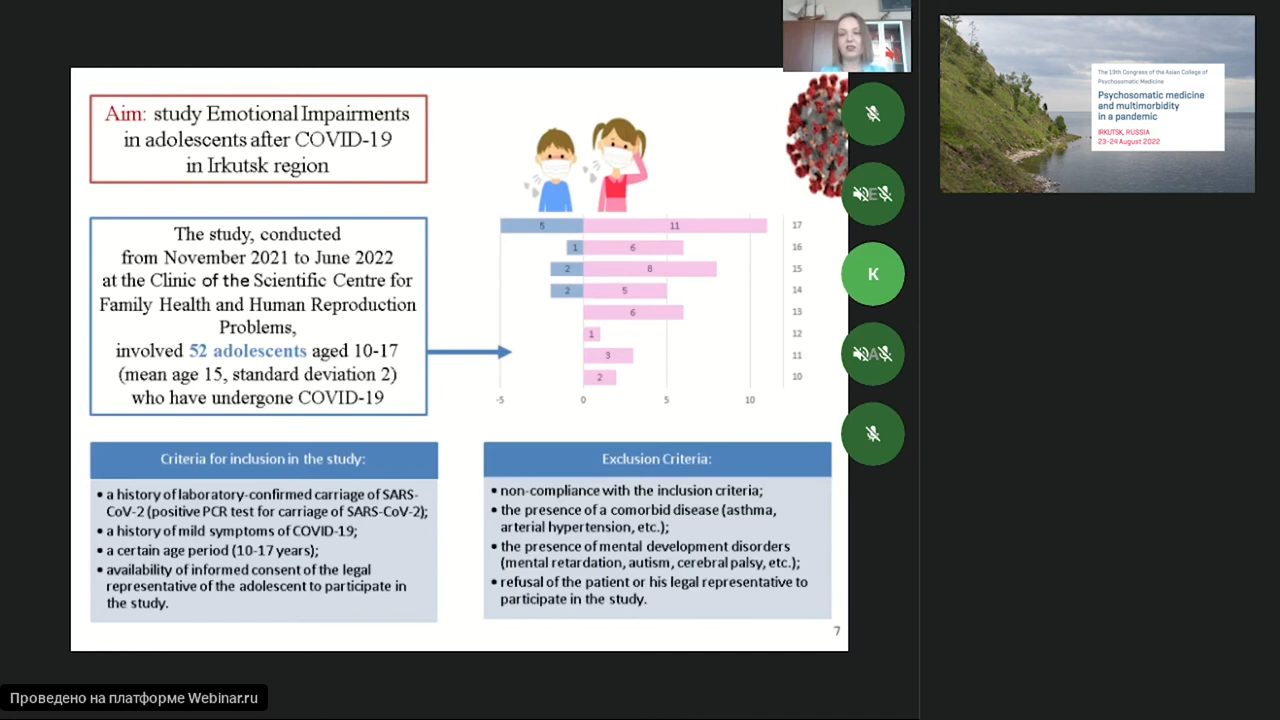 Aim: study Emotional Impairments
in adolescents after COVID-19
in Irkutsk region
The study, conducted
from November 2021 to June 2022
at the Clinic of the Scientific Centre for
Family Health and Human Reproduction
Problems,
involved 52 adolescents aged 10-17
(mean age 15, standard deviation 2)
who have undergone COVID-19
5 11 17
1 6 16
2 8 15
2 5 14
6 13
1 12
3 11
2 10
-5 0 5 10
Criteria for inclusion in the study:
• a history of laboratory-confirmed carriage of SARS-
CoV-2 (positive PCR test for carriage of SARS-CoV-2);
• a history of mild symptoms of COVID-19;
• a certain age period (10-17 years);
• availability of informed consent of the legal
representative of the adolescent to participate in
the study.
Exclusion Criteria:
• non-compliance with the inclusion criteria;
• the presence of a comorbid disease (asthma,
arterial hypertension, etc.);
• the presence of mental development disorders
(mental retardation, autism, cerebral palsy, etc.);
• refusal of the patient or his legal representative to
participate in the study.
7
E
K
A
The 19th Congress of the Asian College of
Psychosomatic Medicine
Psychosomatic medicine
and multimorbidity
in a pandemic
IRKUTSK, RUSSIA
23-24 August 2022
Проведено на платформе Webinar.ru